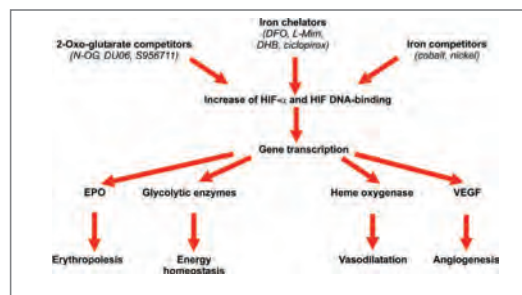 Iron chelators
(DFO, L-Mim,
DHB, ciclopirox)
2-Oxo-glutarate competitors
(N-OG, DU06, S956711)
Iron competitors
(cobalt, nickel)
Increase of HIF-α and HIF DNA-binding
Gene transcription
EPO
Glycolytic enzymes
Heme oxygenase
VEGF
Erythropoiesis
Energy
homeostasis
Vasodilatation
Angiogenesis